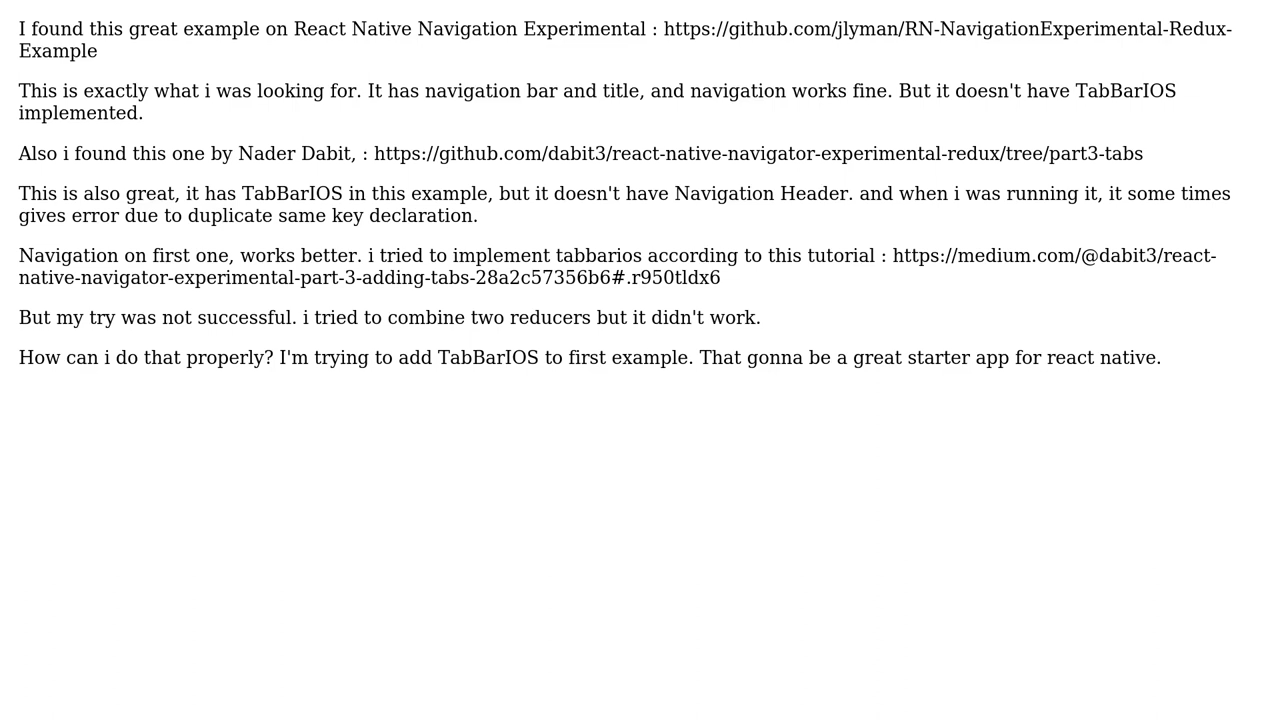 I found this great example on React Native Navigation Experimental : https://github.com/jlyman/RN-NavigationExperimental-Redux-
Example
This is exactly what i was looking for. It has navigation bar and title, and navigation works fine. But it doesn't have TabBarIOS
implemented.
Also i found this one by Nader Dabit, : https://github.com/dabit3/react-native-navigator-experimental-redux/tree/part3-tabs
This is also great, it has TabBarIOS in this example, but it doesn't have Navigation Header. and when i was running it, it some times
gives error due to duplicate same key declaration.
Navigation on first one, works better. i tried to implement tabbarios according to this tutorial : https://medium.com/@dabit3/react-
native-navigator-experimental-part-3-adding-tabs-28a2c57356b6#.r950tldx6
But my try was not successful. i tried to combine two reducers but it didn't work.
How can i do that properly? I'm trying to add TabBarIOS to first example. That gonna be a great starter app for react native.